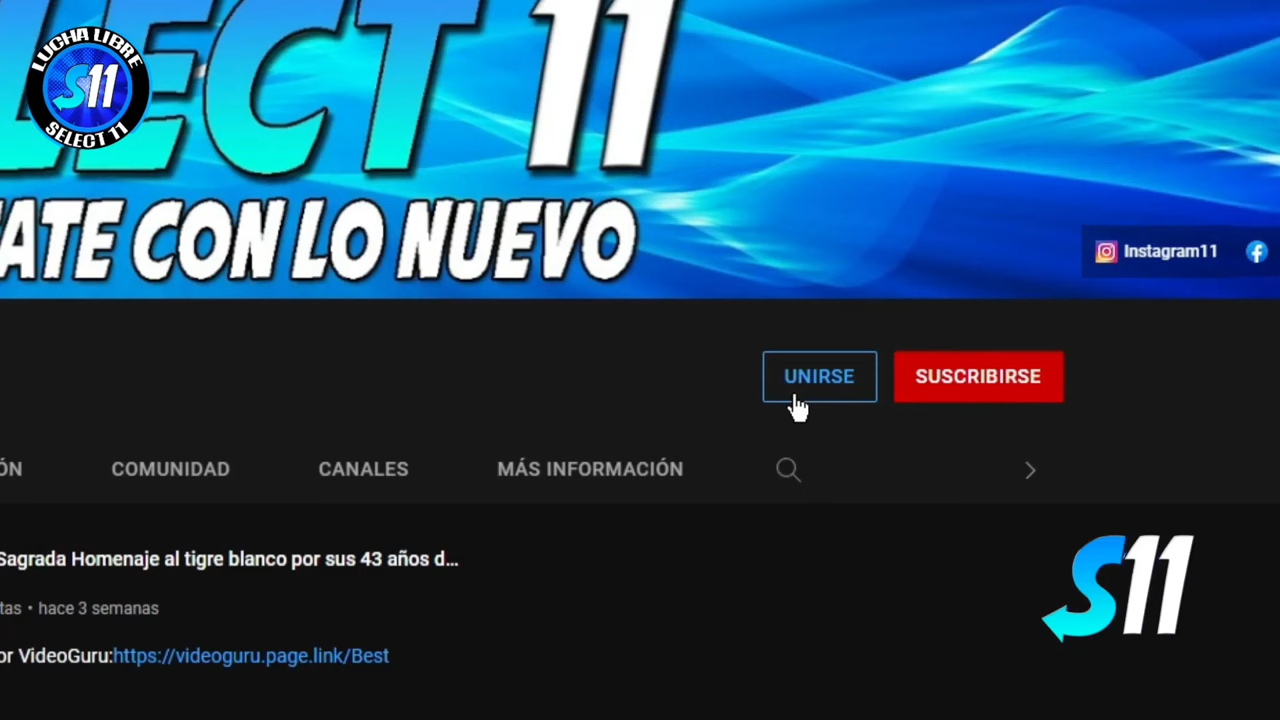 LECT 11
LUCHA LIBRE
S11
SELECT 11
ATE CON LO NUEVO
Instagram11
UNIRSE
SUSCRIBIRSE
ÓN
COMUNIDAD
CANALES
MÁS INFORMACIÓN
Sagrada Homenaje al tigre blanco por sus 43 años d...
tas • hace 3 semanas
or VideoGuru:https://videoguru.page.link/Best
S11